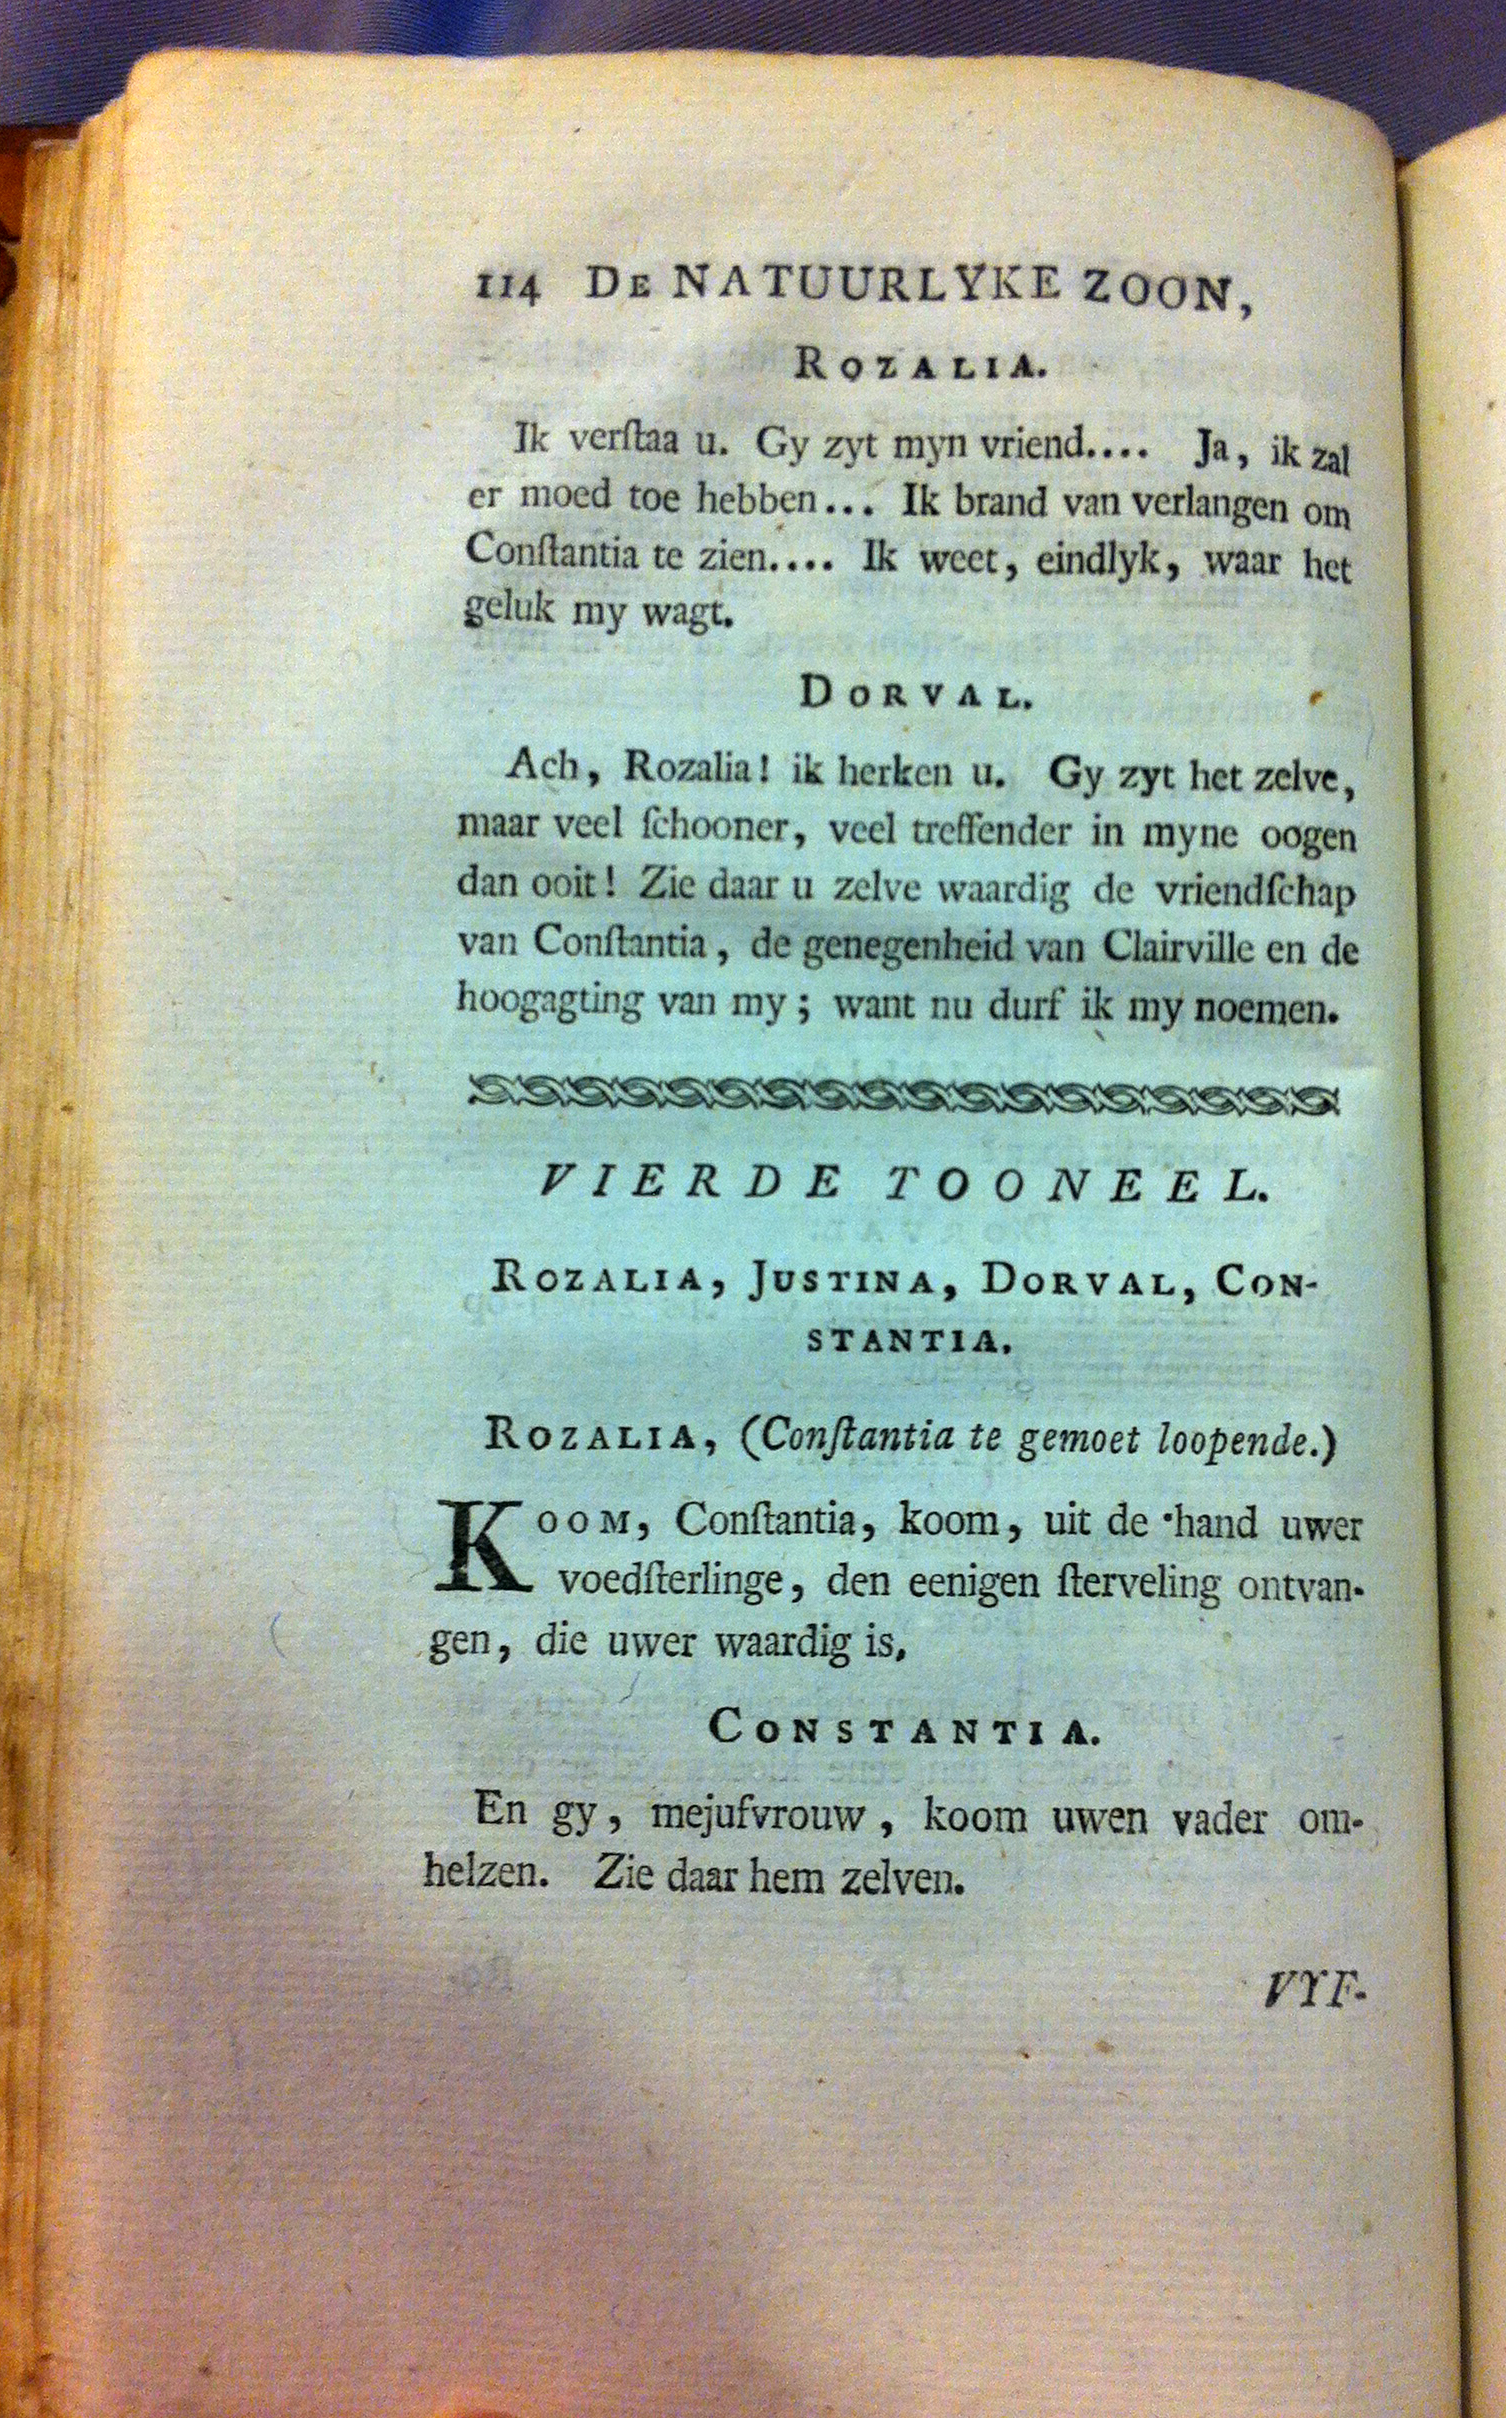 114 DE NATUURLYKE ZOON,
ROZALIA.
Ik verſtaa u. Gy zyt myn vriend.... Ja, ik zal
er moed toe hebben... Ik brand van verlangen om
Conſtantia te zien.... Ik weet, eindlyk, waar het
geluk my wagt.
DORVAL.
Ach, Rozalia! ik herken u. Gy zyt het zelve,
maar veel ſchooner, veel treffender in myne oogen
dan ooit! Zie daar u zelve waardig de vriendſchap
van Conſtantia, de genegenheid van Clairville en de
hoogagting van my; want nu durf ik my noemen.
VIERDE TOONEEL.
ROZALIA, JUSTINA, DORVAL, CON-
STANTIA.
ROZALIA, (Conſtantia te gemoet loopende.)
KOOM, Conſtantia, koom, uit de hand uwer
voedſterlinge, den eenigen ſterveling ontvan-
gen, die uwer waardig is.
CONSTANTIA.
En gy, mejufvrouw, koom uwen vader om-
helzen. Zie daar hem zelven.
VYF-